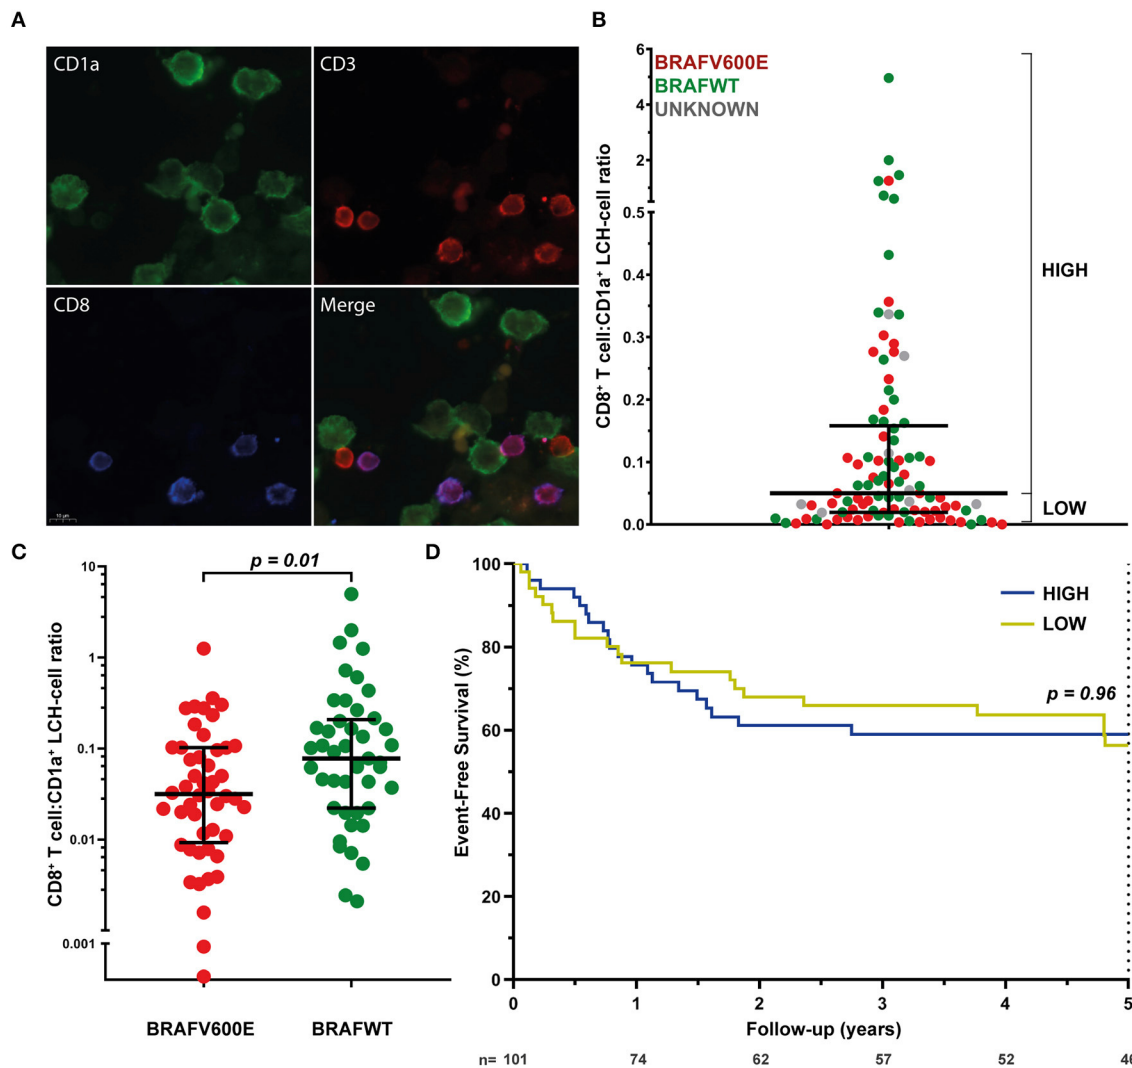 A
CD1a
CD3
CD8
Merge
10 µm
B
BRAFV600E
BRAFWT
UNKNOWN
CD8+ T cell:CD1a+ LCH-cell ratio
6
4
2
0.5
0.4
0.3
0.2
0.1
0.0
HIGH
LOW
C
p = 0.01
CD8+ T cell:CD1a+ LCH-cell ratio
10
1
0.1
0.01
0.001
BRAFV600E BRAFWT
D
HIGH
LOW
p = 0.96
Event-Free Survival (%)
100
80
60
40
20
0
0 1 2 3 4 5
Follow-up (years)
n= 101 74 62 57 52 46